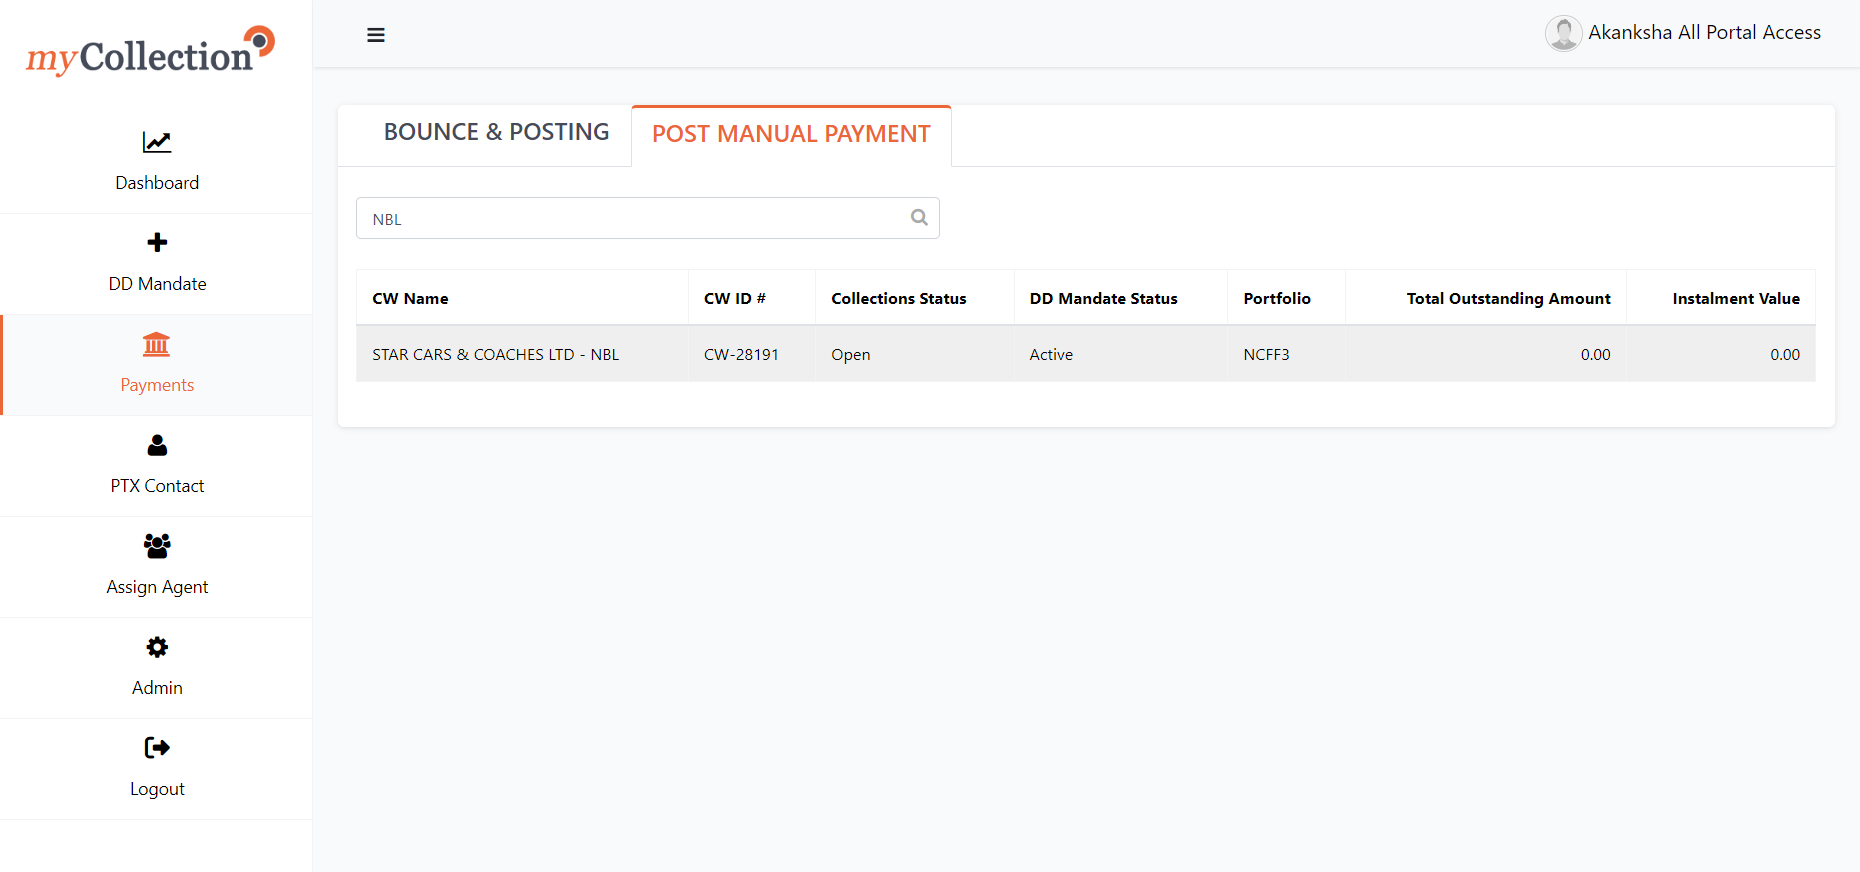 myCollection
Akanksha All Portal Access
Dashboard
DD Mandate
Payments
PTX Contact
Assign Agent
Admin
Logout
BOUNCE & POSTING POST MANUAL PAYMENT
NBL
CW Name CW ID # Collections Status DD Mandate Status Portfolio Total Outstanding Amount Instalment Value
STAR CARS & COACHES LTD - NBL CW-28191 Open Active NCFF3 0.00 0.00